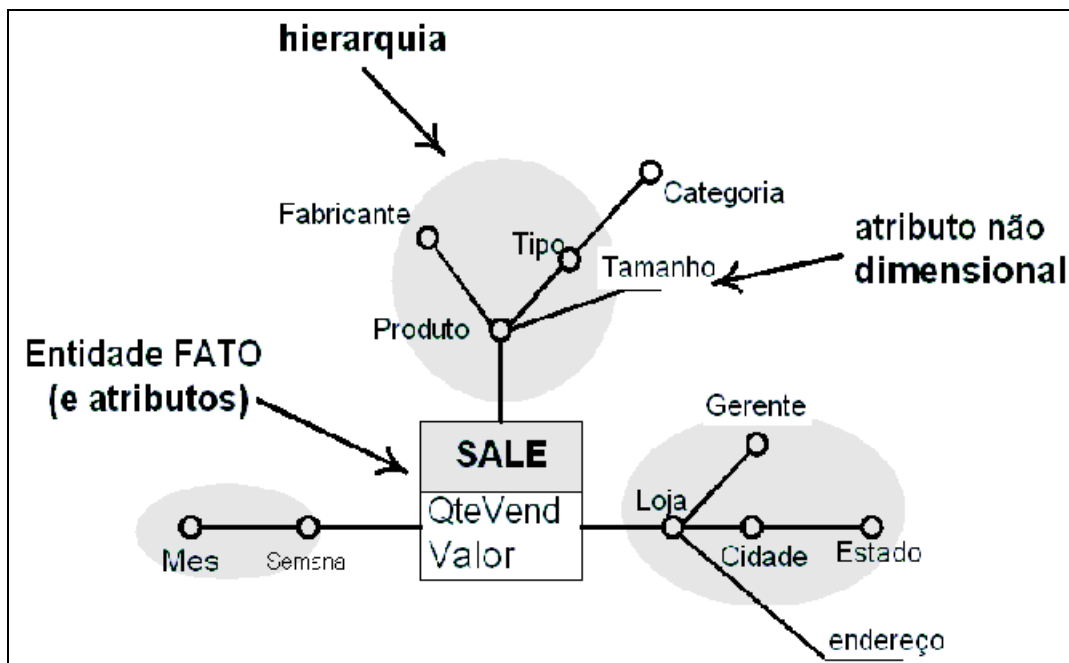 hierarquia
Categoria
Fabricante
Tipo
atributo não
dimensional
Tamanho
Produto
Entidade FATO
(e atributos)
Gerente
SALE
QteVend
Valor
Loja
Mes
Semsna
Cidade
Estado
endereço